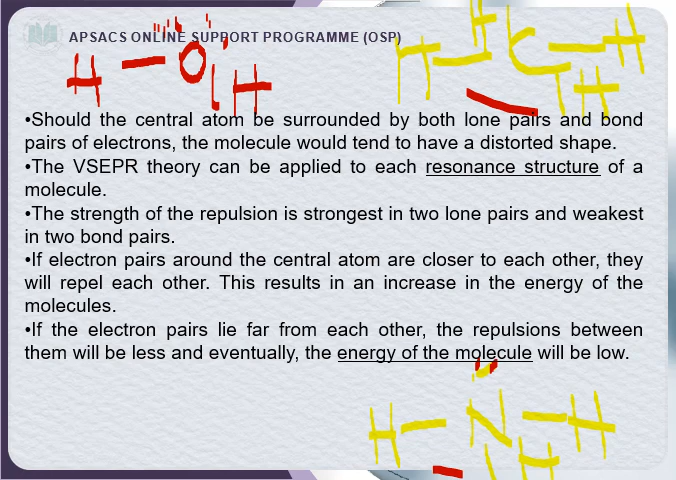 APSACS ONLINE SUPPORT PROGRAMME (OSP)
H
H — O
H
H — C — H
H
•Should the central atom be surrounded by both lone pairs and bond
pairs of electrons, the molecule would tend to have a distorted shape.
•The VSEPR theory can be applied to each resonance structure of a
molecule.
•The strength of the repulsion is strongest in two lone pairs and weakest
in two bond pairs.
•If electron pairs around the central atom are closer to each other, they
will repel each other. This results in an increase in the energy of the
molecules.
•If the electron pairs lie far from each other, the repulsions between
them will be less and eventually, the energy of the molecule will be low.
H — N — H
H